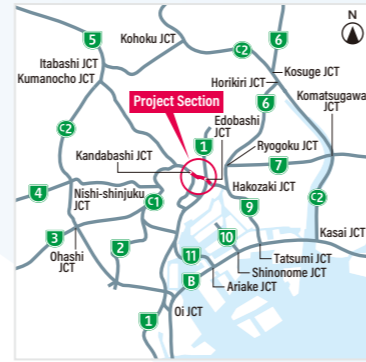 N
5
Kohoku JCT
C2
6
Itabashi JCT
Kumanocho JCT
Kosuge JCT
Horikiri JCT
Komatsugawa
JCT
Project Section
6
Edobashi
JCT
C2
1
Ryogoku JCT
Kandabashi JCT
7
4
Nishi-shinjuku
JCT
C1
Hakozaki JCT
C2
9
3
Kasai JCT
10
Ohashi
JCT
2
11
Tatsumi JCT
Shinonome JCT
B
Ariake JCT
Oi JCT
1